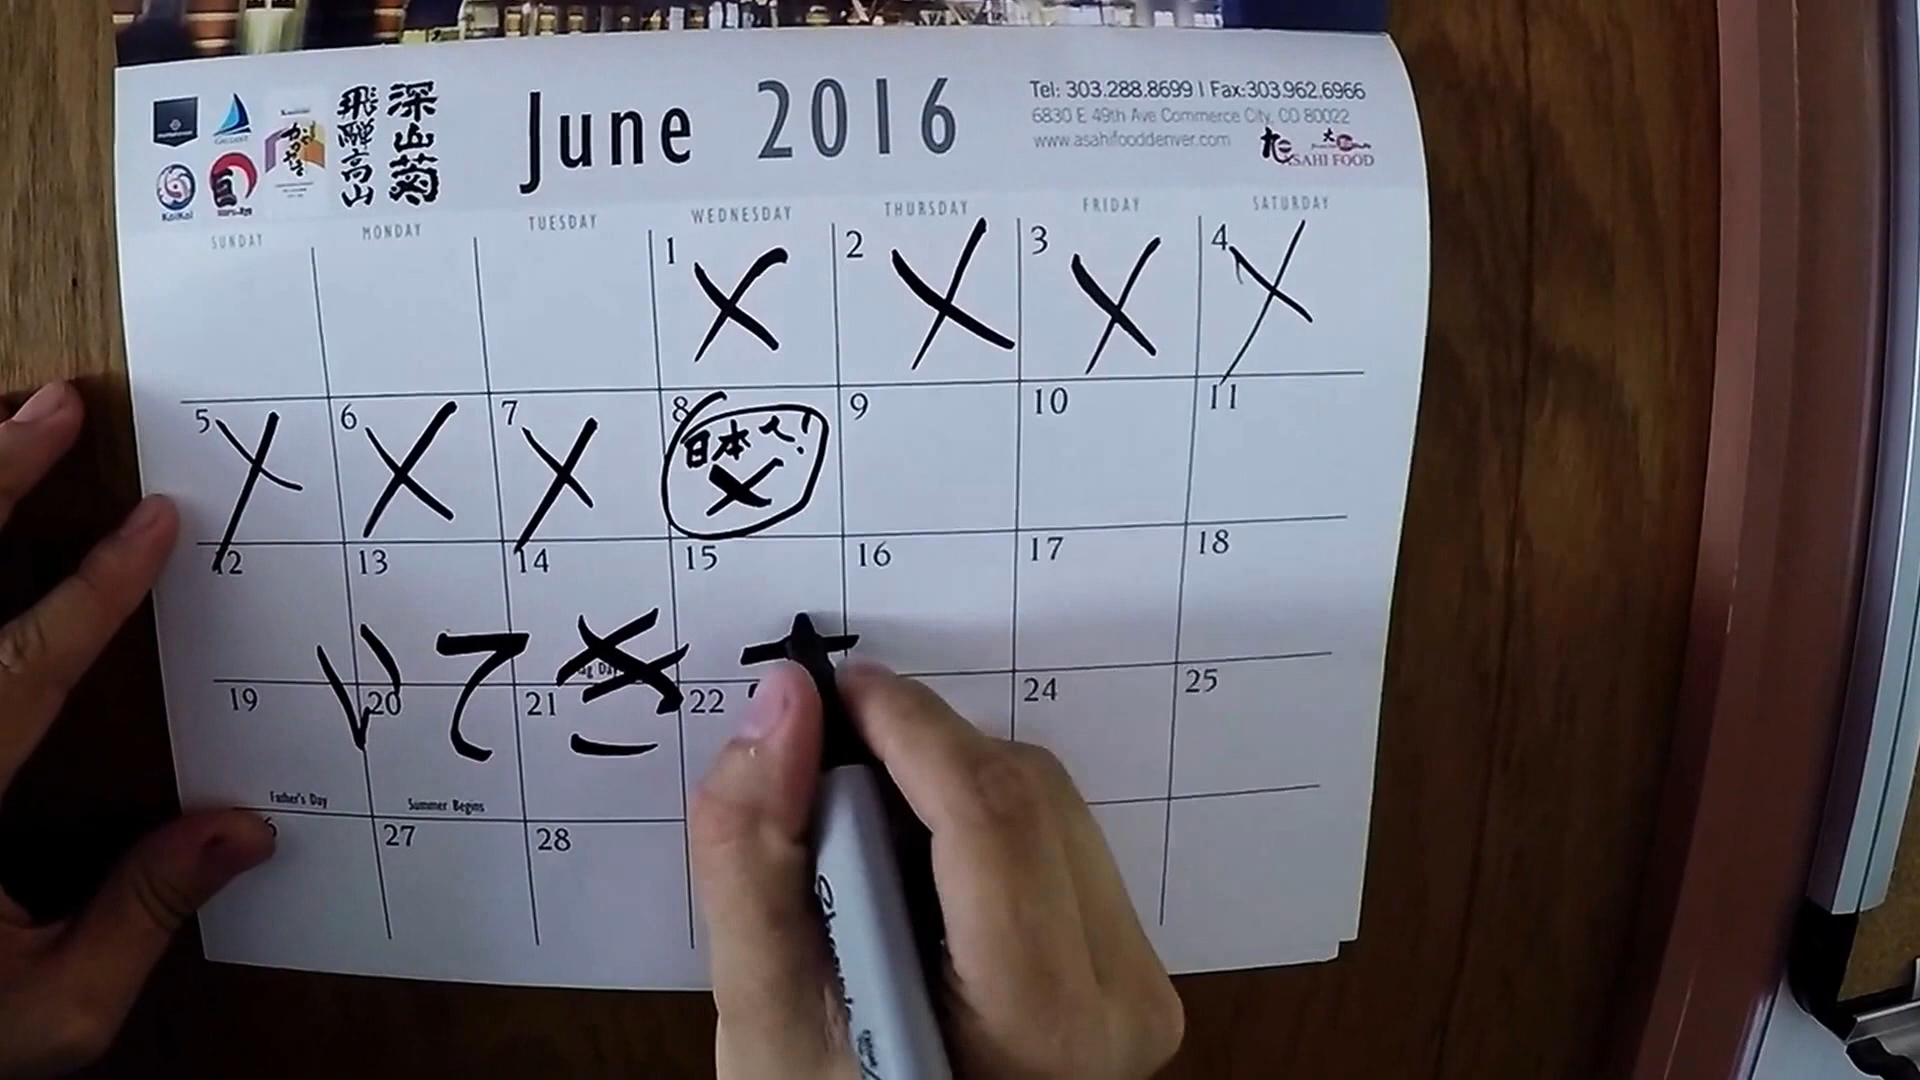 深山菊
飛騨高山
June 2016
Tel: 303.288.8699 | Fax:303.962.6966
6830 E 49th Ave Commerce City, CO 80022
www.asahifooddenver.com
ASAHI FOOD
KoiKoi
SUNDAY MONDAY TUESDAY WEDNESDAY THURSDAY FRIDAY SATURDAY
1 2 3 4
5 6 7 8 9 10 11
日本人!
12 13 14 15 16 17 18
いてき
19 20 21 22 24 25
Father's Day Summer Begins
27 28